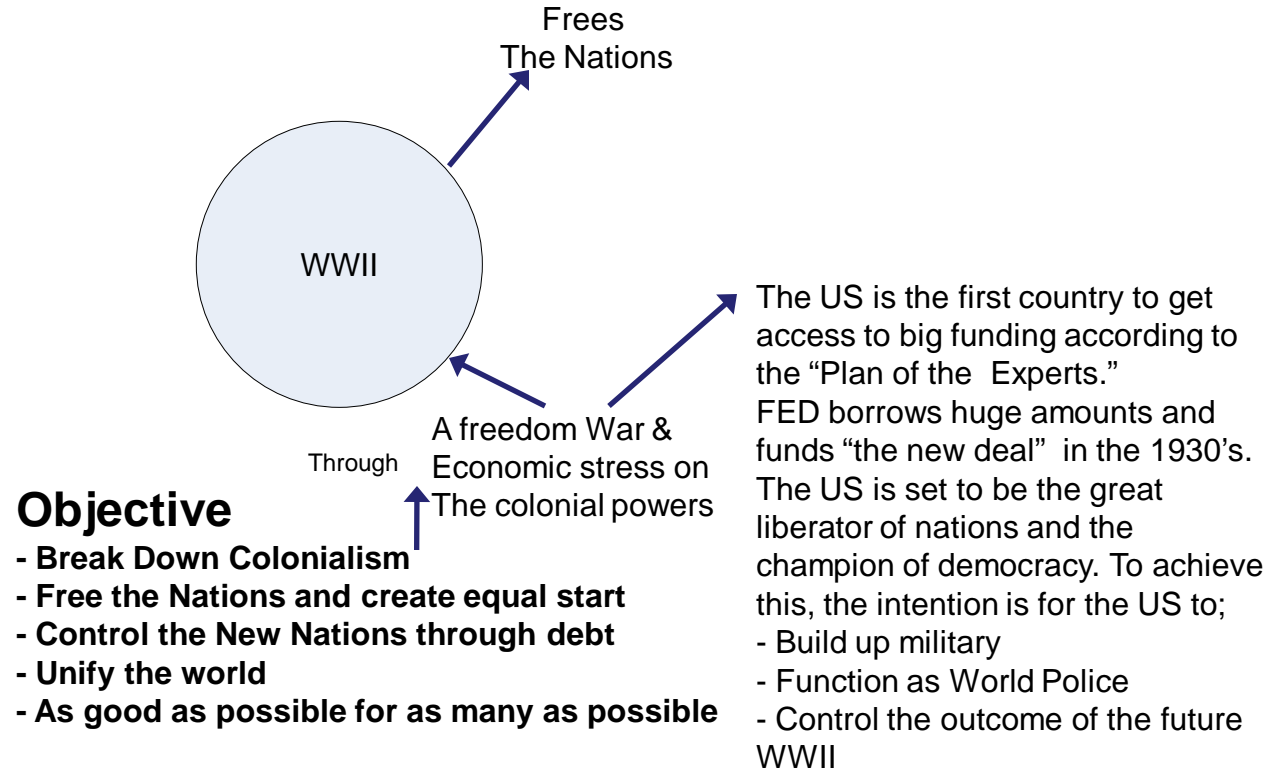 Frees
The Nations
WWII
Through
A freedom War &
Economic stress on
The colonial powers
Objective
- Break Down Colonialism
- Free the Nations and create equal start
- Control the New Nations through debt
- Unify the world
- As good as possible for as many as possible
The US is the first country to get
access to big funding according to
the “Plan of the  Experts.”
FED borrows huge amounts and
funds “the new deal”  in the 1930’s.
The US is set to be the great
liberator of nations and the
champion of democracy. To achieve
this, the intention is for the US to;
- Build up military
- Function as World Police
- Control the outcome of the future
WWII